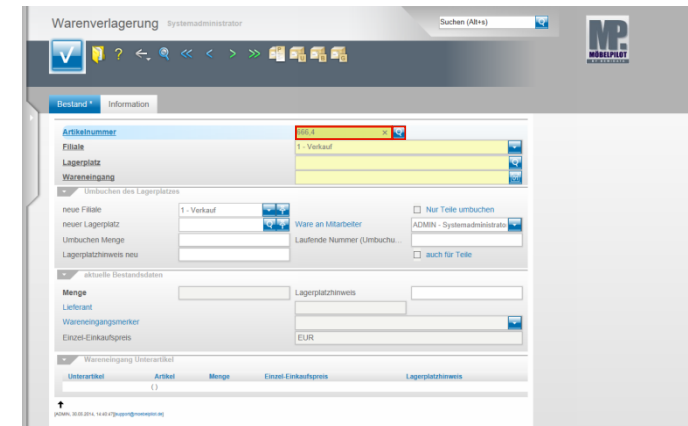 Warenverlagerung Systemadministrator
Suchen (Alt+s)
MP.
MÖBELPILOT
Bestand * Information
Artikelnummer 666,4
Filiale 1 - Verkauf
Lagerplatz
Wareneingang
Umbuchen des Lagerplatzes
neue Filiale 1 - Verkauf Nur Teile umbuchen
neuer Lagerplatz Ware an Mitarbeiter ADMIN - Systemadministrato
Umbuchen Menge Laufende Nummer (Umbuchu...
Lagerplatzhinweis neu auch für Teile
aktuelle Bestandsdaten
Menge Lagerplatzhinweis
Lieferant
Wareneingangsmerker
Einzel-Einkaufspreis EUR
Wareneingang Unterartikel
Unterartikel Artikel Menge Einzel-Einkaufspreis Lagerplatzhinweis
( )